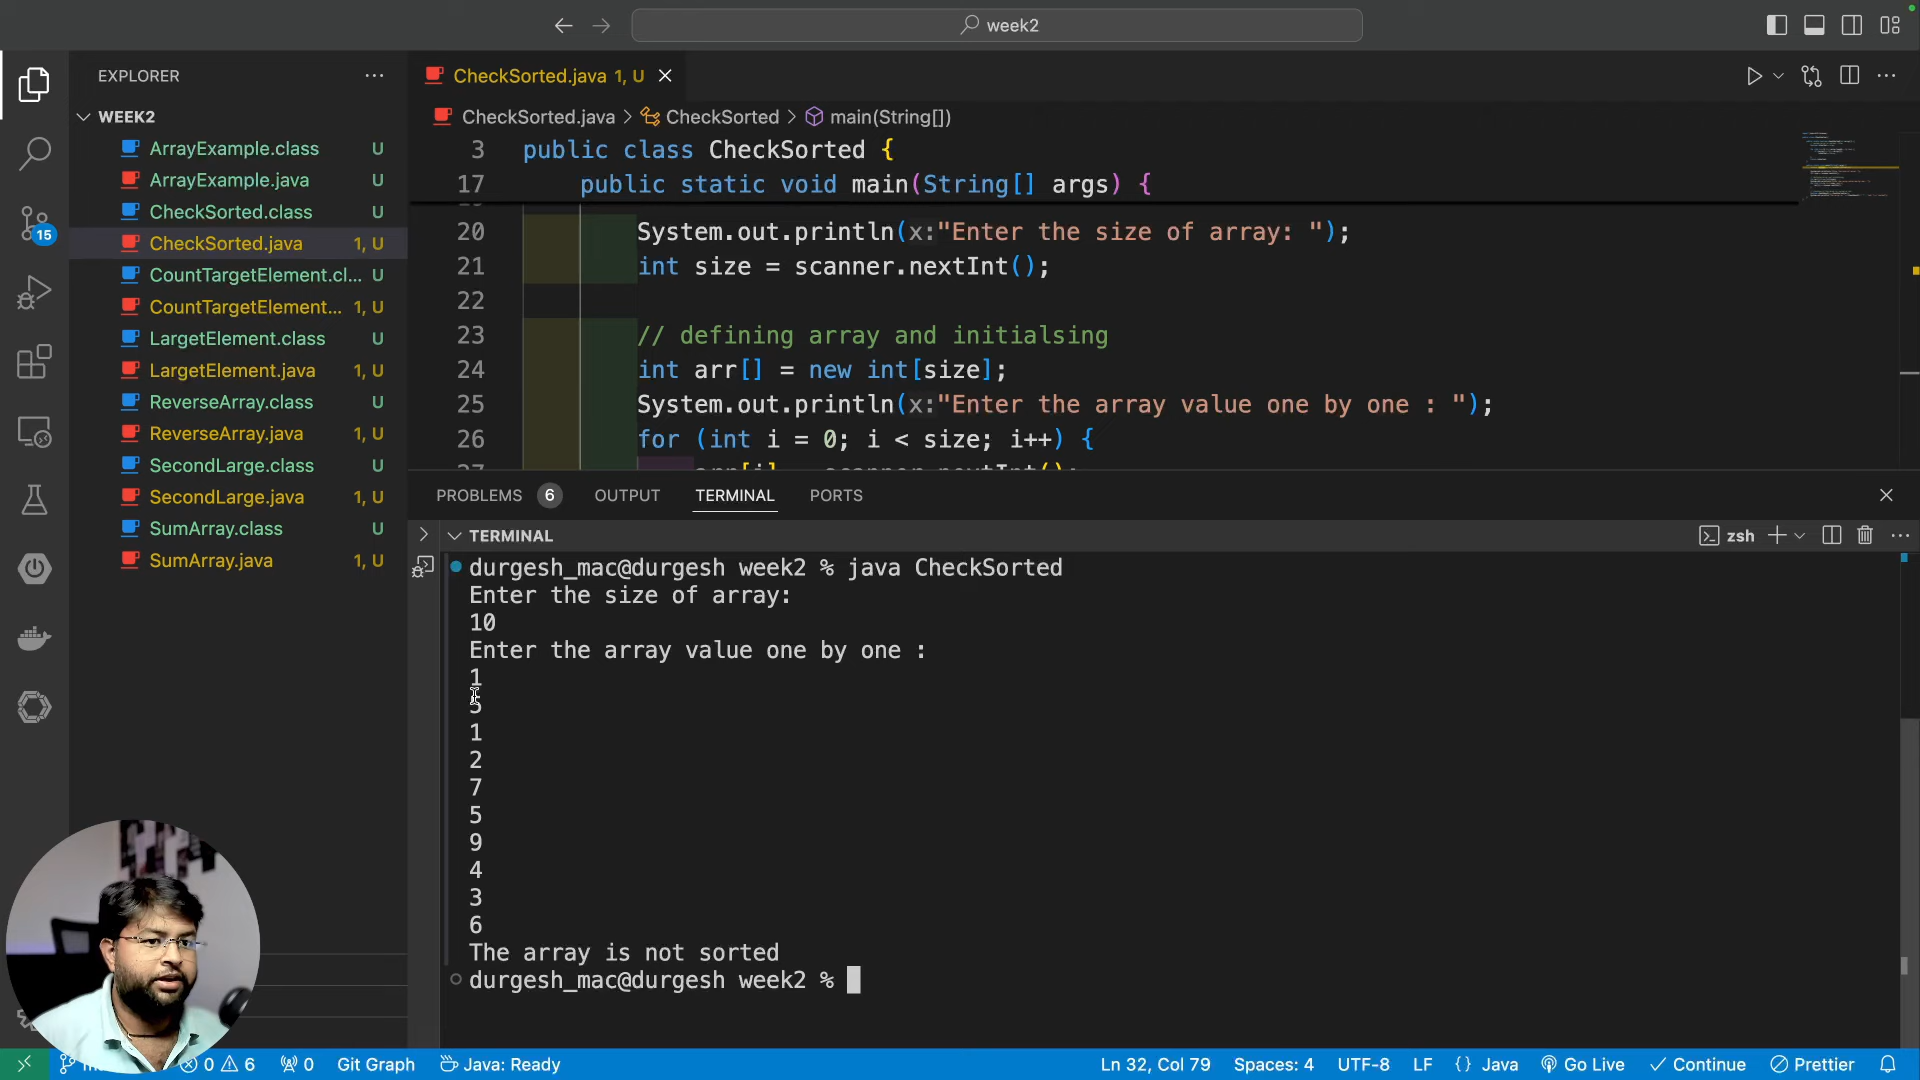 week2
EXPLORER
WEEK2
ArrayExample.class U
ArrayExample.java U
CheckSorted.class U
CheckSorted.java 1, U
CountTargetElement.cl... U
CountTargetElement... 1, U
LargetElement.class U
LargetElement.java 1, U
ReverseArray.class U
ReverseArray.java 1, U
SecondLarge.class U
SecondLarge.java 1, U
SumArray.class U
SumArray.java 1, U
15
CheckSorted.java 1, U
CheckSorted.java > CheckSorted > main(String[])
3 public class CheckSorted {
17 public static void main(String[] args) {
20 System.out.println(x:"Enter the size of array: ");
21 int size = scanner.nextInt();
22
23 // defining array and initialsing
24 int arr[] = new int[size];
25 System.out.println(x:"Enter the array value one by one : ");
26 for (int i = 0; i < size; i++) {
27 arr[i] = scanner.nextInt();
PROBLEMS 6 OUTPUT TERMINAL PORTS
TERMINAL
zsh
durgesh_mac@durgesh week2 % java CheckSorted
Enter the size of array:
10
Enter the array value one by one :
1
5
1
2
7
5
9
4
3
6
The array is not sorted
durgesh_mac@durgesh week2 %
0 6 0 Git Graph Java: Ready Ln 32, Col 79 Spaces: 4 UTF-8 LF {} Java Go Live Continue Prettier